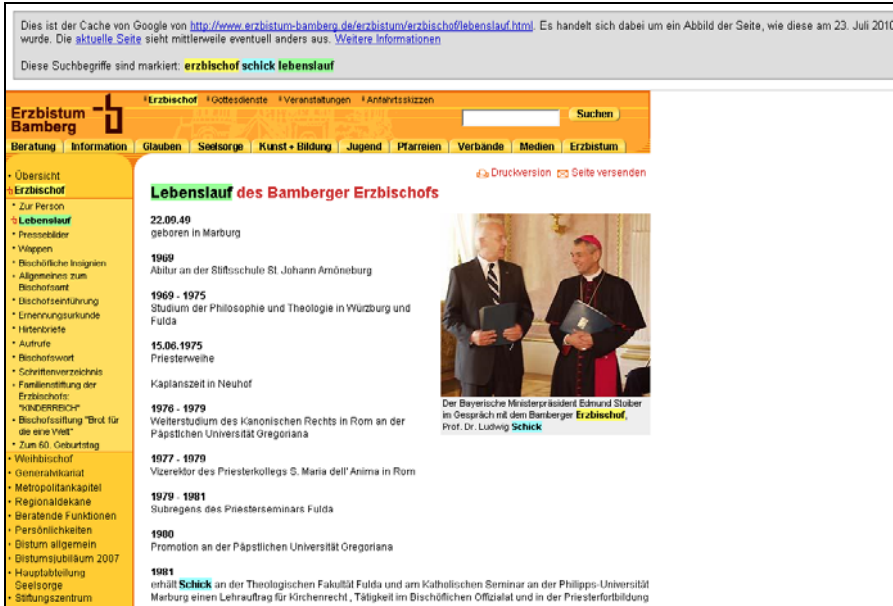 Dies ist der Cache von Google von http://www.erzbistum-bamberg.de/erzbistum/erzbischof/lebenslauf.html. Es handelt sich dabei um ein Abbild der Seite, wie diese am 23. Juli 2010
wurde. Die aktuelle Seite sieht mittlerweile eventuell anders aus. Weitere Informationen
Diese Suchbegriffe sind markiert: erzbischof schick lebenslauf
Erzbistum
Bamberg
Erzbischof Gottesdienste Veranstaltungen Anfahrtsskizzen
Suchen
Beratung Information Glauben Seelsorge Kunst + Bildung Jugend Pfarreien Verbände Medien Erzbistum
Übersicht
Erzbischof
Zur Person
Lebenslauf
Pressebilder
Wappen
Bischöfliche Insignien
Allgemeines zum
Bischofsamt
Bischofseinführung
Ernennungsurkunde
Hirtenbriefe
Aufrufe
Bischofswort
Schriftenverzeichnis
Familienstiftung der
Erzbischofs:
"KINDERREICH"
Bischofssiftung "Brot für
die eine Welt"
Zum 60. Geburtstag
Weihbischof
Generalvikariat
Metropolitankapitel
Regionaldekane
Beratende Funktionen
Persönlichkeiten
Bistum allgemein
Bistumsjubiläum 2007
Hauptabteilung
Seelsorge
Stiftungszentrum
Druckversion Seite versenden
Lebenslauf des Bamberger Erzbischofs
22.09.49
geboren in Marburg
1969
Abitur an der Stiftsschule St. Johann Amöneburg
1969 - 1975
Studium der Philosophie und Theologie in Würzburg und
Fulda
15.06.1975
Priesterweihe
Kaplanszeit in Neuhof
1976 - 1979
Weiterstudium des Kanonischen Rechts in Rom an der
Päpstlichen Universität Gregoriana
1977 - 1979
Vizerektor des Priesterkollegs S. Maria dell' Anima in Rom
1979 - 1981
Subregens des Priesterseminars Fulda
1980
Promotion an der Päpstlichen Universität Gregoriana
1981
erhält Schick an der Theologischen Fakultät Fulda und am Katholischen Seminar an der Philipps-Universität
Marburg einen Lehrauftrag für Kirchenrecht, Tätigkeit im Bischöflichen Offizialat und in der Priesterfortbildung
Der Bayerische Ministerpräsident Edmund Stoiber
im Gespräch mit dem Bamberger Erzbischof,
Prof. Dr. Ludwig Schick